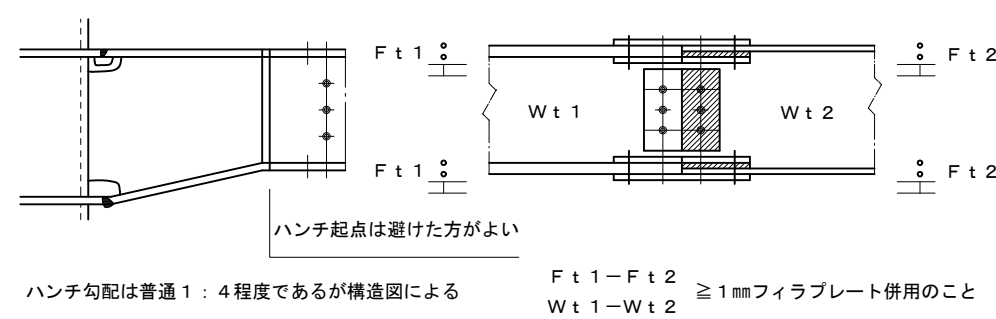 Ｆｔ１
Ｆｔ１
Ｗｔ１
Ｗｔ２
Ｆｔ２
Ｆｔ２
ハンチ起点は避けた方がよい
ハンチ勾配は普通１：４程度であるが構造図による
Ｆｔ１－Ｆｔ２
Ｗｔ１－Ｗｔ２
≧１㎜フィラプレート併用のこと